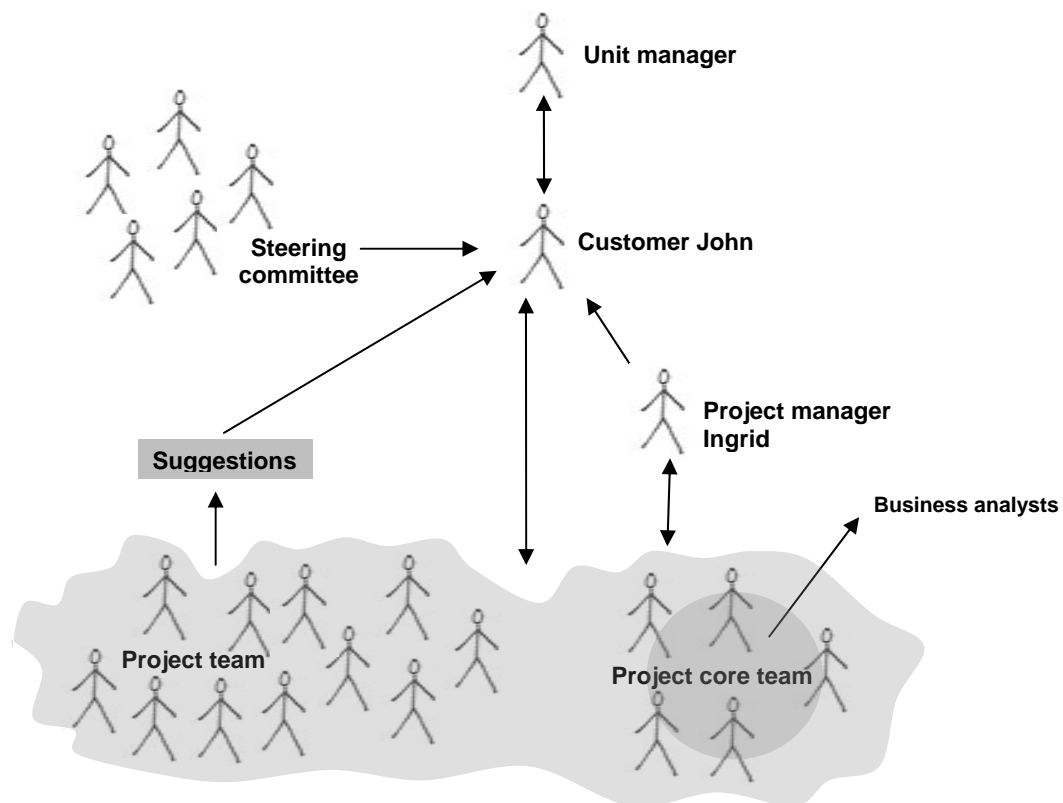 Unit manager
Steering
committee
Customer John
Project manager
Ingrid
Suggestions
Business analysts
Project team
Project core team